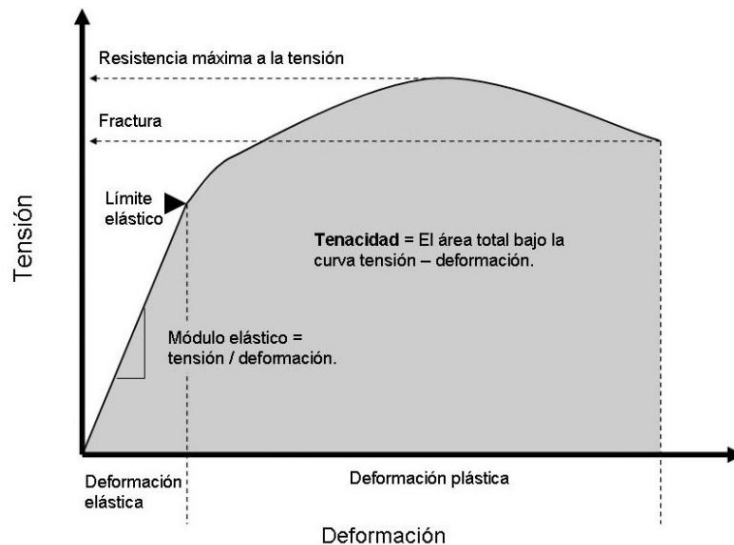 Resistencia máxima a la tensión
Fractura
Límite
elástico
Tensión
Tenacidad = El área total bajo la
curva tensión – deformación.
Módulo elástico =
tensión / deformación.
Deformación
elástica
Deformación plástica
Deformación